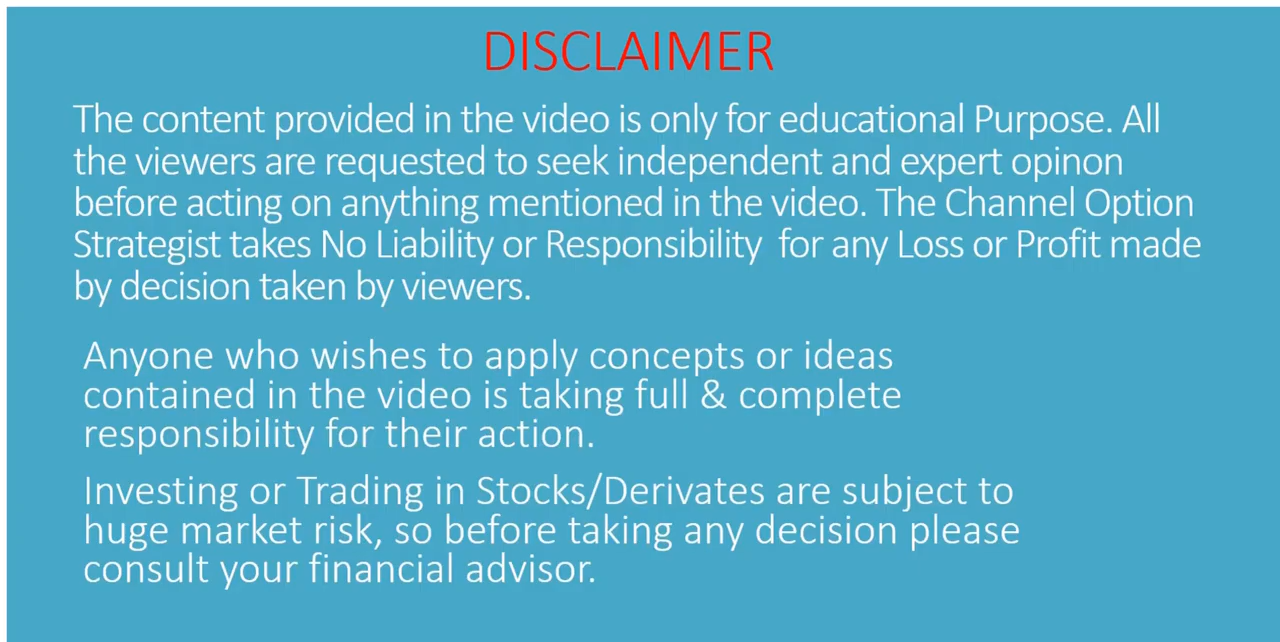 DISCLAIMER
The content provided in the video is only for educational Purpose. All
the viewers are requested to seek independent and expert opinon
before acting on anything mentioned in the video. The Channel Option
Strategist takes No Liability or Responsibility  for any Loss or Profit made
by decision taken by viewers.
Anyone who wishes to apply concepts or ideas
contained in the video is taking full & complete
responsibility for their action.
Investing or Trading in Stocks/Derivates are subject to
huge market risk, so before taking any decision please
consult your financial advisor.